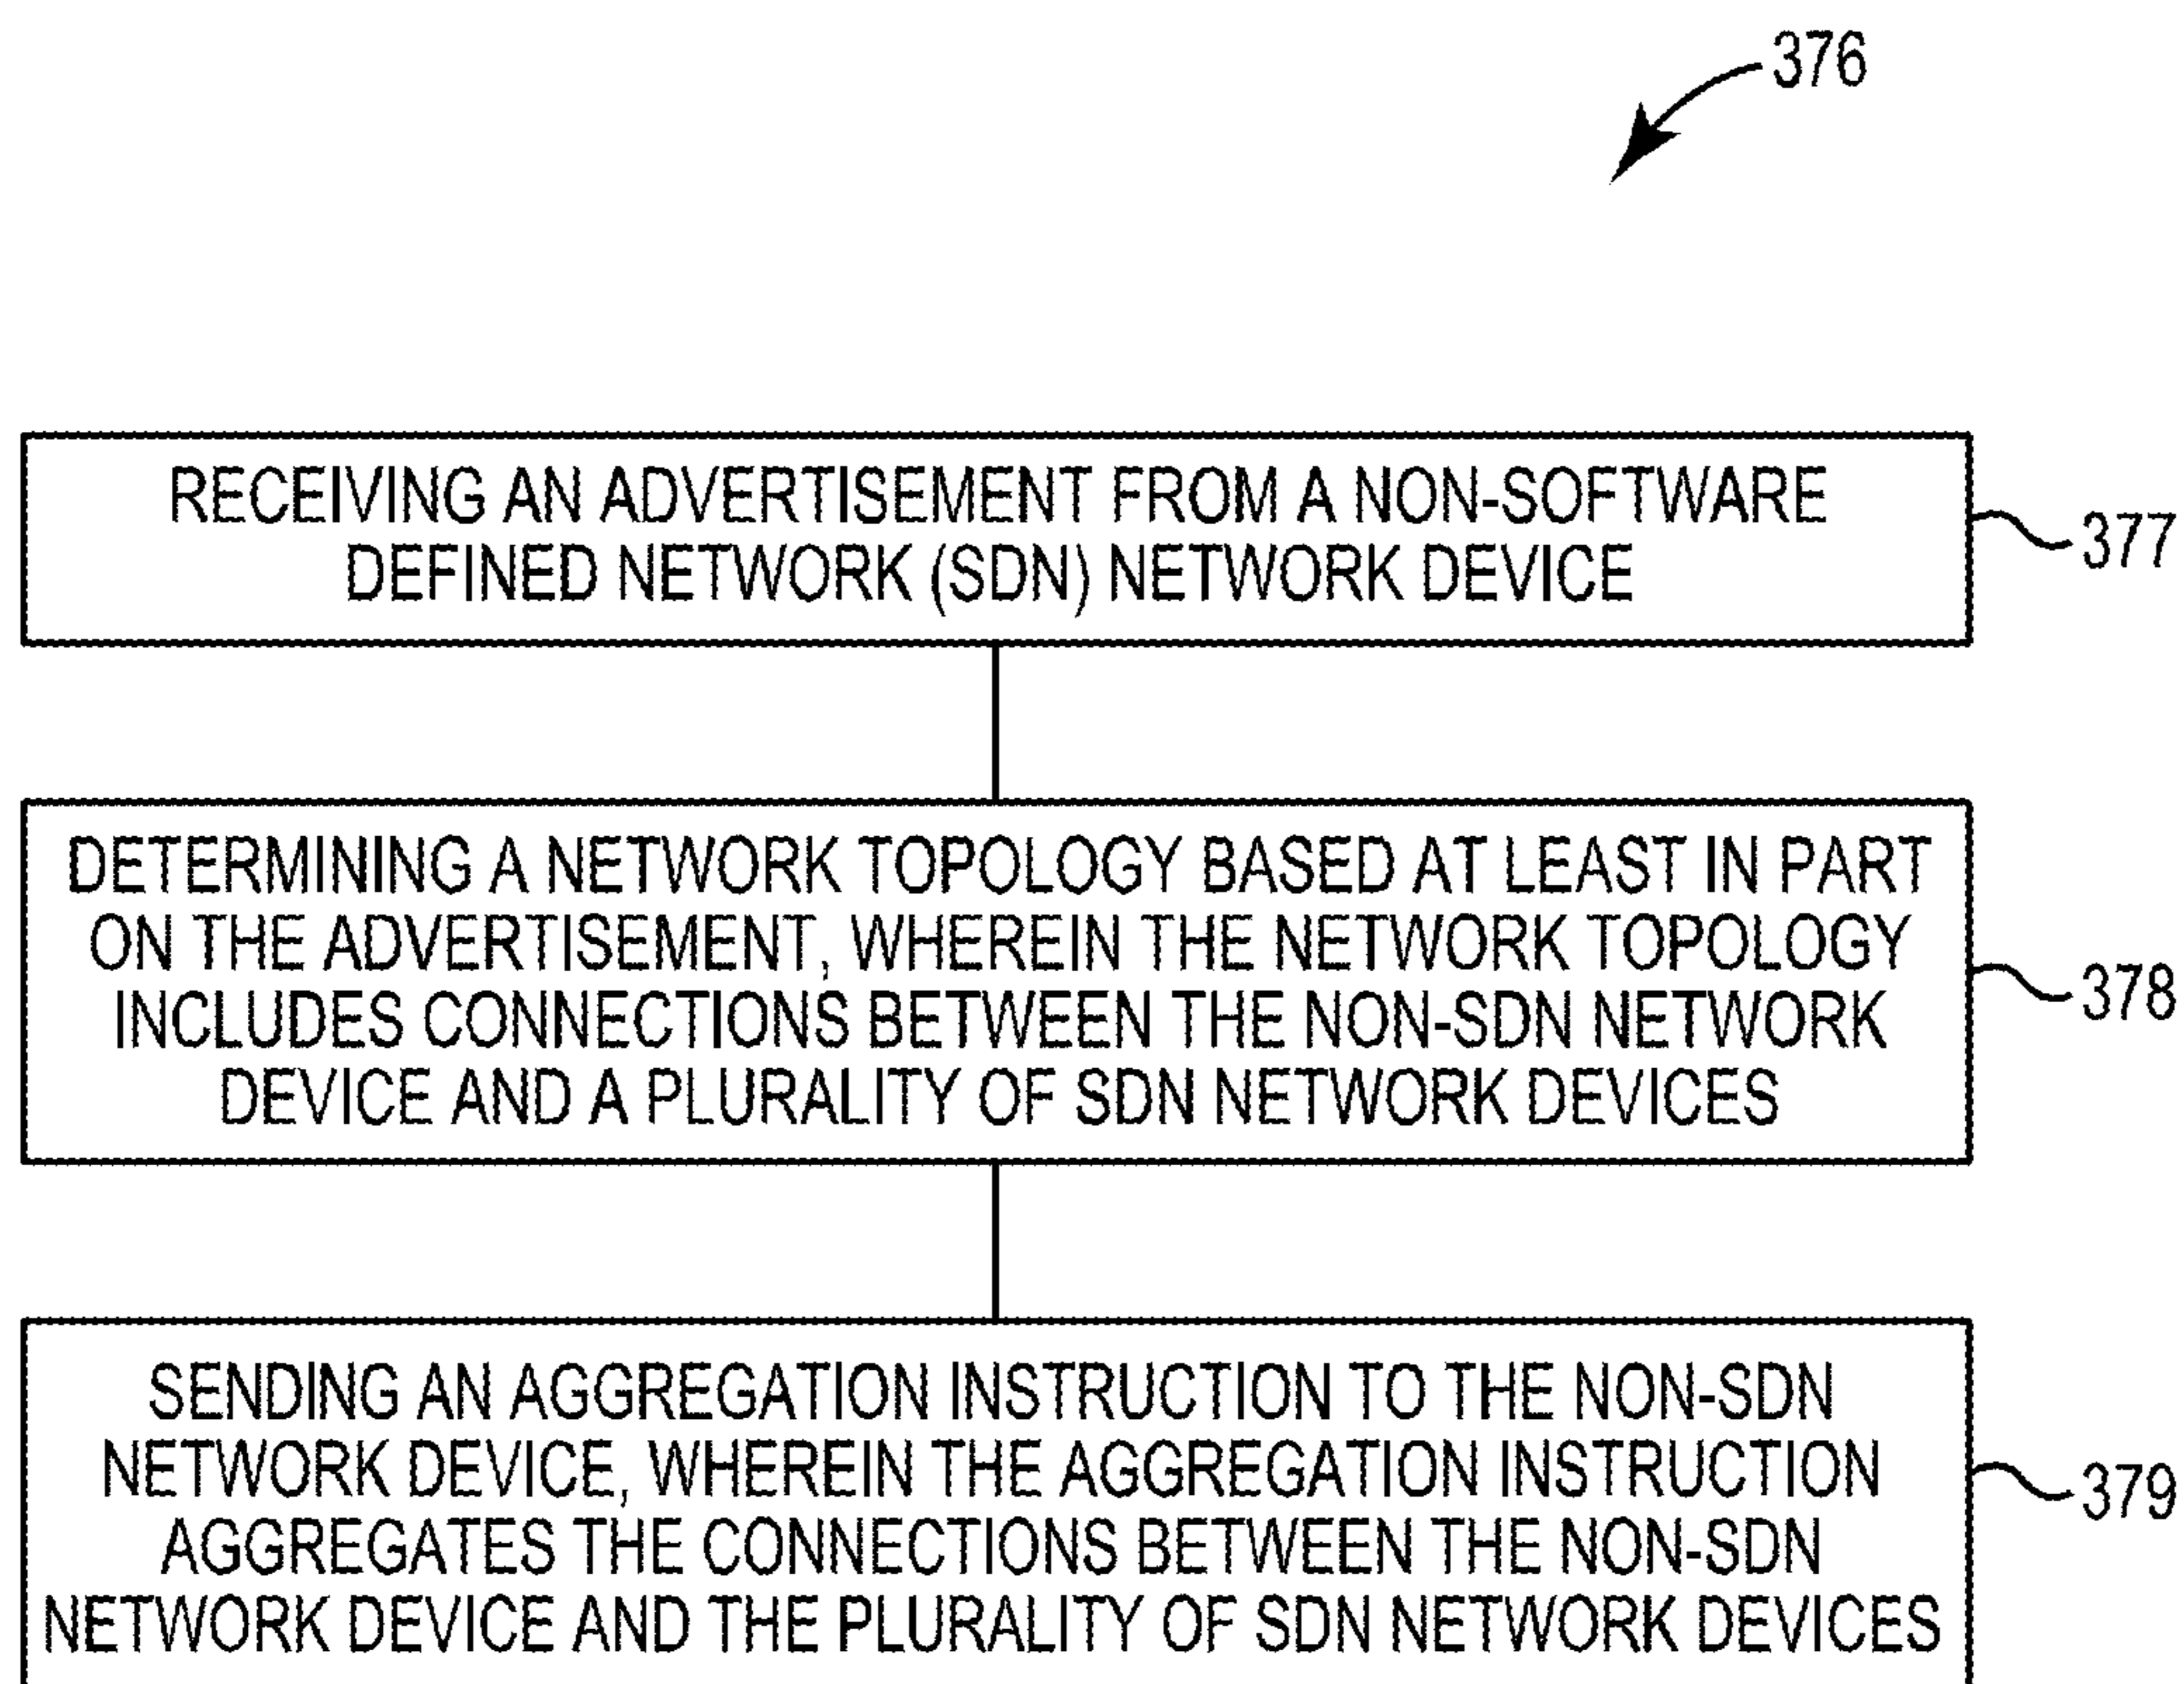 376
RECEIVING AN ADVERTISEMENT FROM A NON-SOFTWARE
DEFINED NETWORK (SDN) NETWORK DEVICE
377
DETERMINING A NETWORK TOPOLOGY BASED AT LEAST IN PART
ON THE ADVERTISEMENT, WHEREIN THE NETWORK TOPOLOGY
INCLUDES CONNECTIONS BETWEEN THE NON-SDN NETWORK
DEVICE AND A PLURALITY OF SDN NETWORK DEVICES
378
SENDING AN AGGREGATION INSTRUCTION TO THE NON-SDN
NETWORK DEVICE, WHEREIN THE AGGREGATION INSTRUCTION
AGGREGATES THE CONNECTIONS BETWEEN THE NON-SDN
NETWORK DEVICE AND THE PLURALITY OF SDN NETWORK DEVICES
379